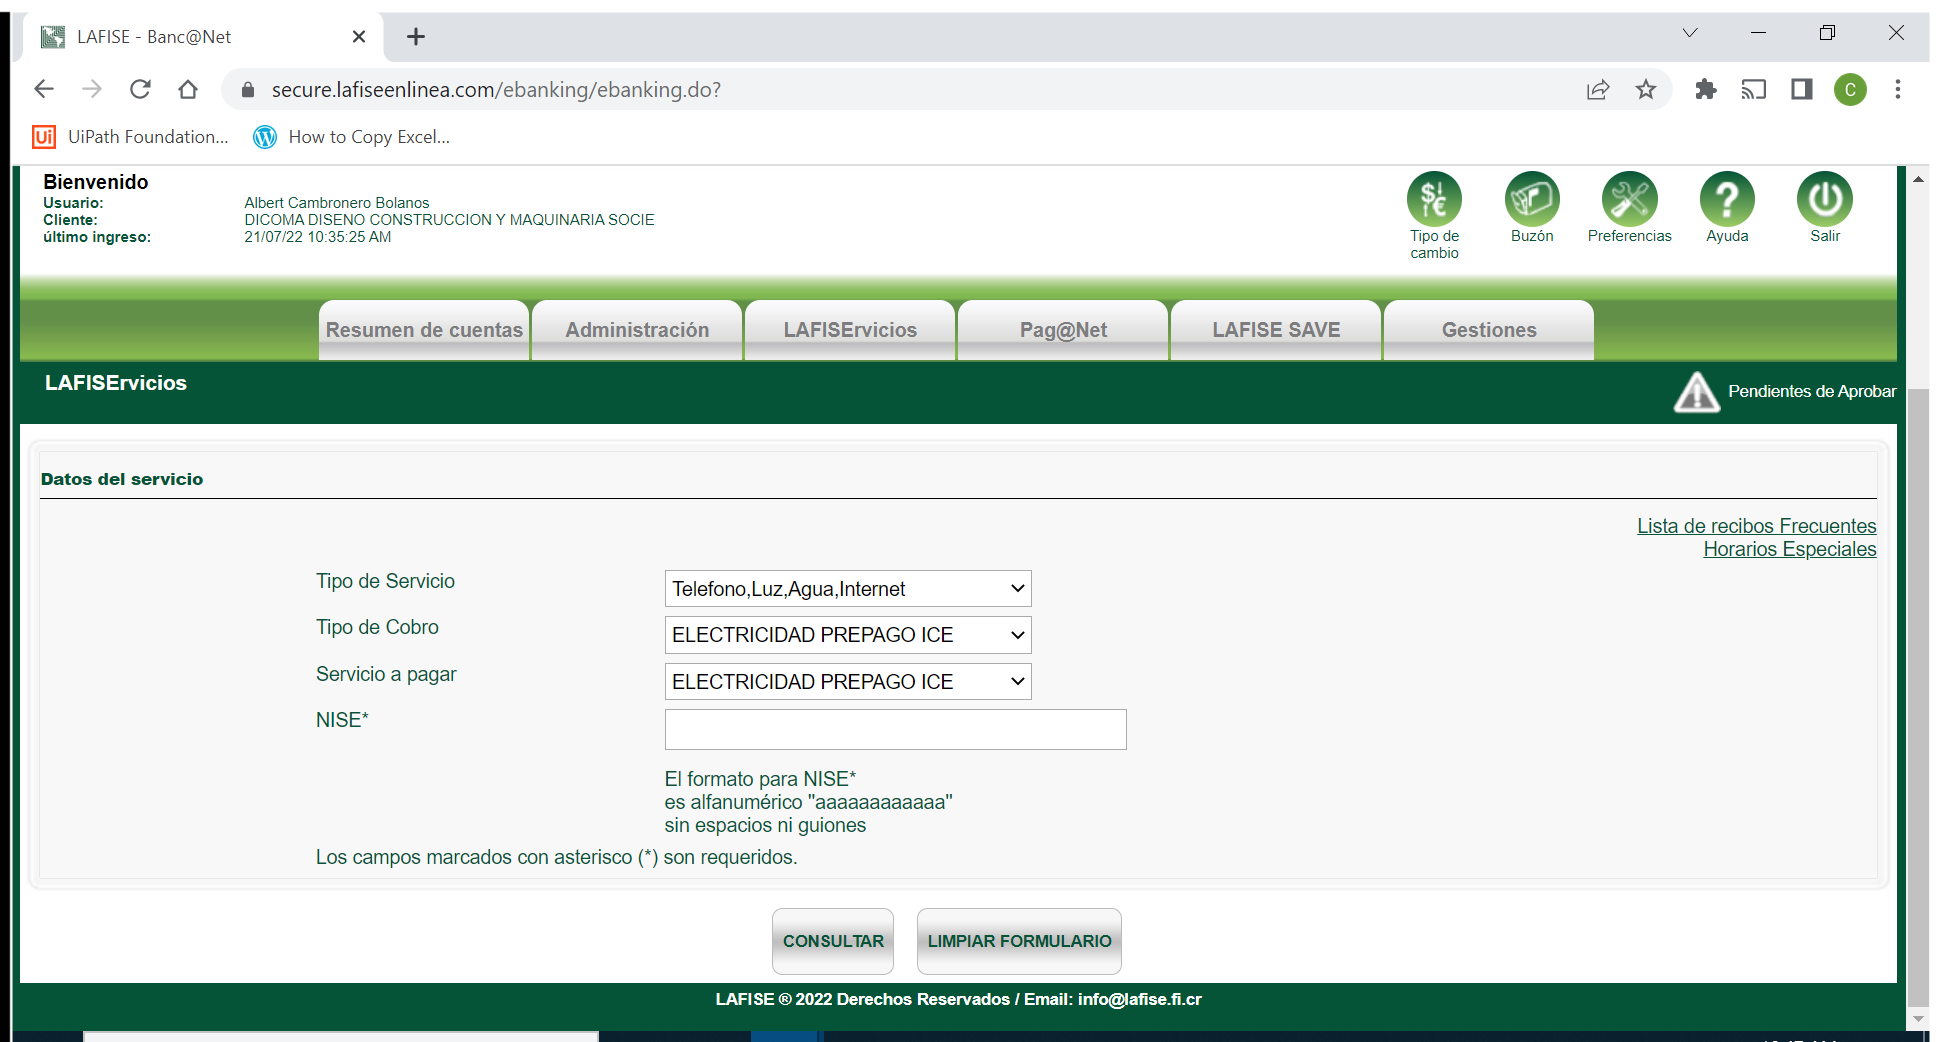 LAFISE - Banc@Net
secure.lafiseenlinea.com/ebanking/ebanking.do?
C
Ui UiPath Foundation... How to Copy Excel...
Bienvenido
Usuario: Albert Cambronero Bolanos
Cliente: DICOMA DISENO CONSTRUCCION Y MAQUINARIA SOCIE
último ingreso: 21/07/22 10:35:25 AM
Tipo de cambio
Buzón
Preferencias
Ayuda
Salir
Resumen de cuentas Administración LAFISErvicios Pag@Net LAFISE SAVE Gestiones
LAFISErvicios
Pendientes de Aprobar
Datos del servicio
Lista de recibos Frecuentes
Horarios Especiales
Tipo de Servicio Telefono,Luz,Agua,Internet
Tipo de Cobro ELECTRICIDAD PREPAGO ICE
Servicio a pagar ELECTRICIDAD PREPAGO ICE
NISE*
El formato para NISE*
es alfanumérico "aaaaaaaaaaaa"
sin espacios ni guiones
Los campos marcados con asterisco (*) son requeridos.
CONSULTAR LIMPIAR FORMULARIO
LAFISE ® 2022 Derechos Reservados / Email: info@lafise.fi.cr